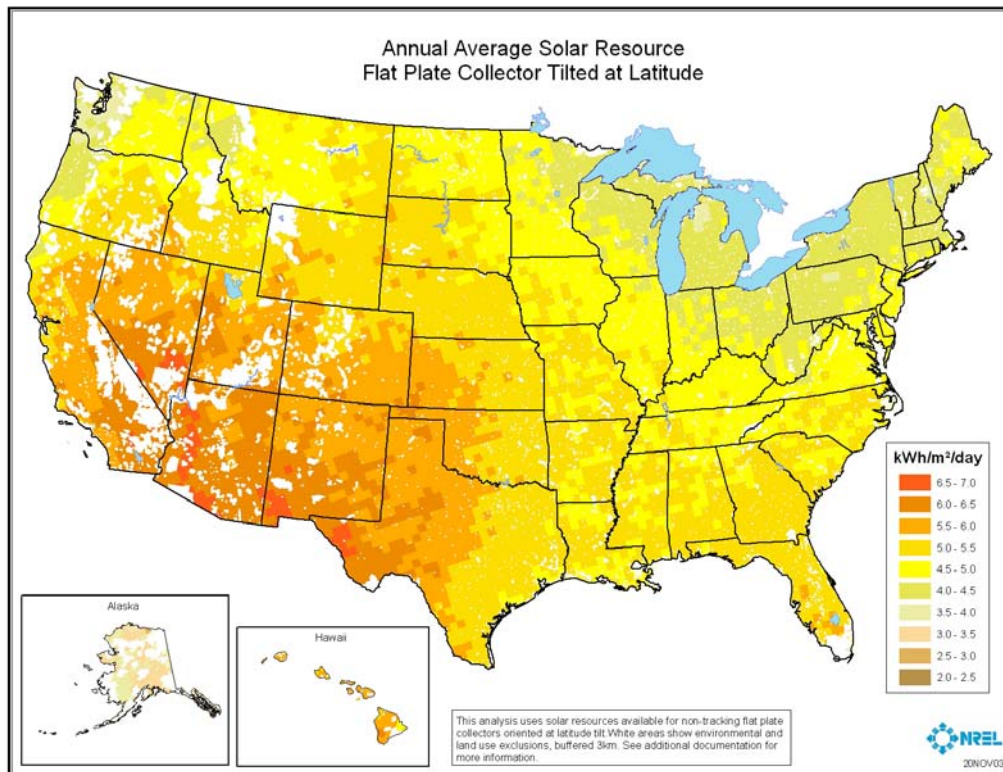 Annual Average Solar Resource
Flat Plate Collector Tilted at Latitude
kWh/m²/day
6.5 - 7.0
6.0 - 6.5
5.5 - 6.0
5.0 - 5.5
4.5 - 5.0
4.0 - 4.5
3.5 - 4.0
3.0 - 3.5
2.5 - 3.0
2.0 - 2.5
Alaska
Hawaii
This analysis uses solar resources available for non-tracking flat plate
collectors oriented at latitude tilt. White areas show environmental and
land use exclusions, buffered 3km. See additional documentation for
more information.
NREL
20NOV03